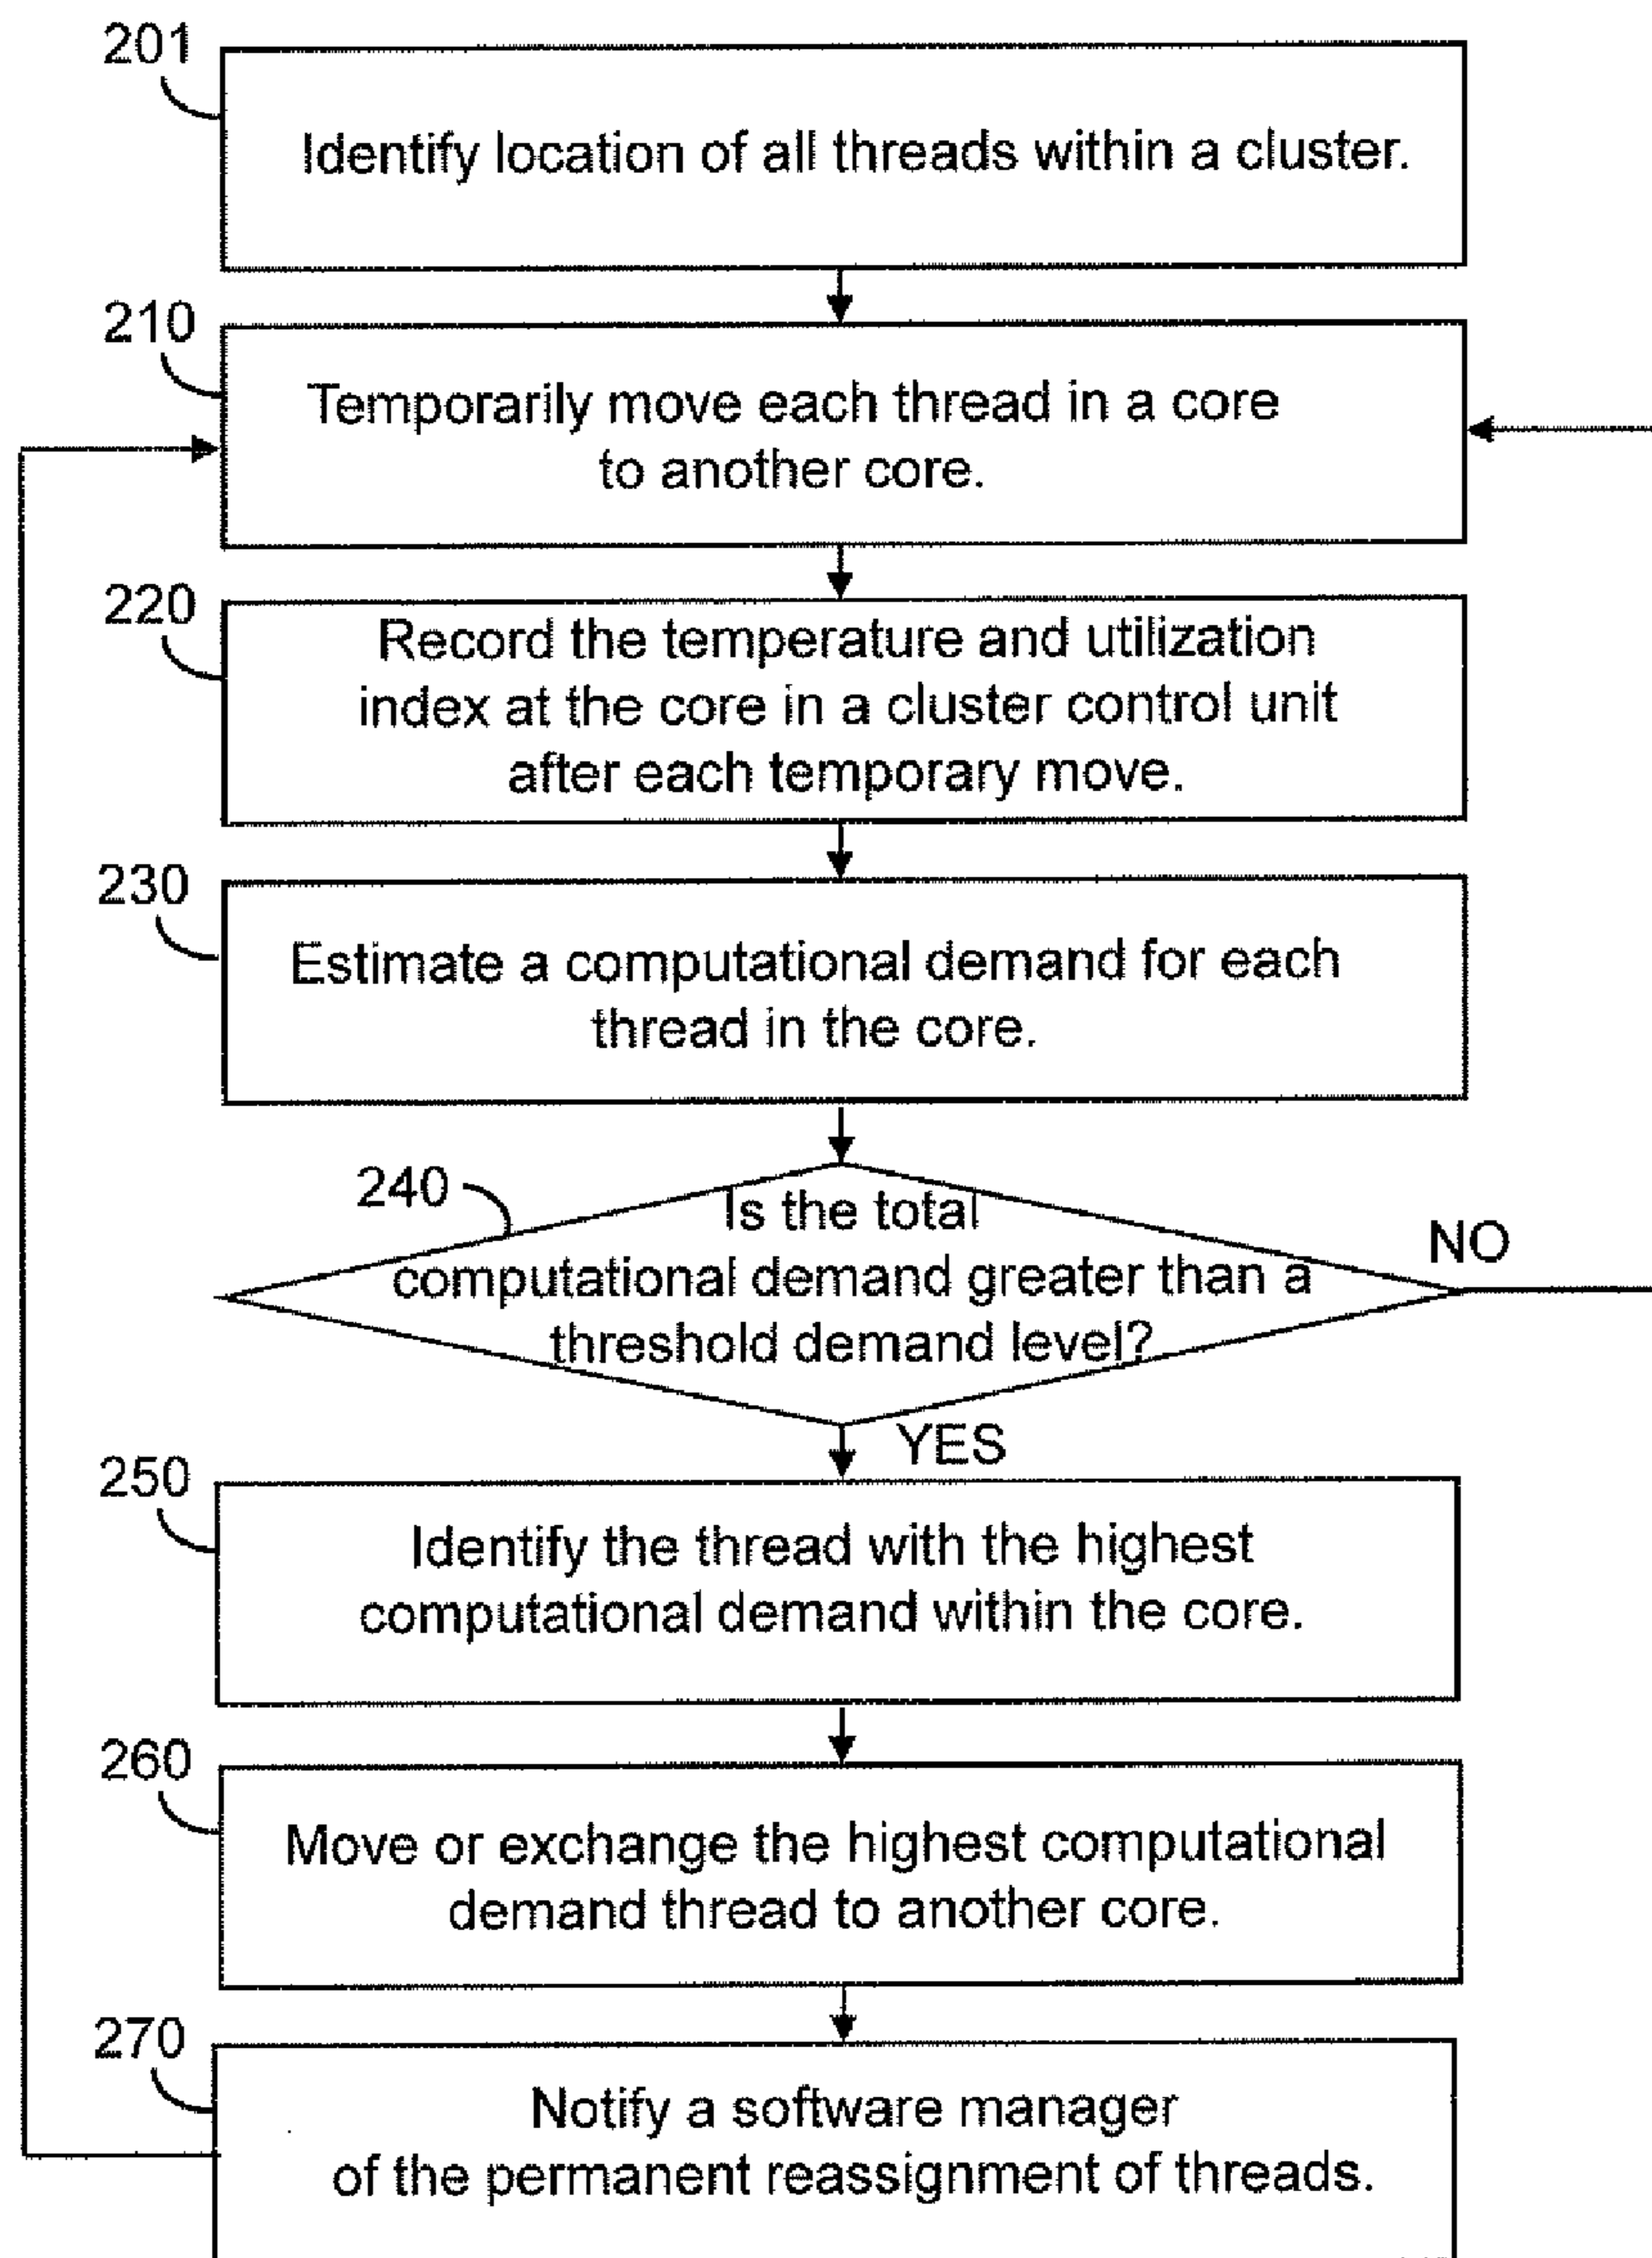 201
Identify location of all threads within a cluster.
210
Temporarily move each thread in a core
to another core.
220
Record the temperature and utilization
index at the core in a cluster control unit
after each temporary move.
230
Estimate a computational demand for each
thread in the core.
240
Is the total
computational demand greater than a
threshold demand level?
NO
YES
250
Identify the thread with the highest
computational demand within the core.
260
Move or exchange the highest computational
demand thread to another core.
270
Notify a software manager
of the permanent reassignment of threads.